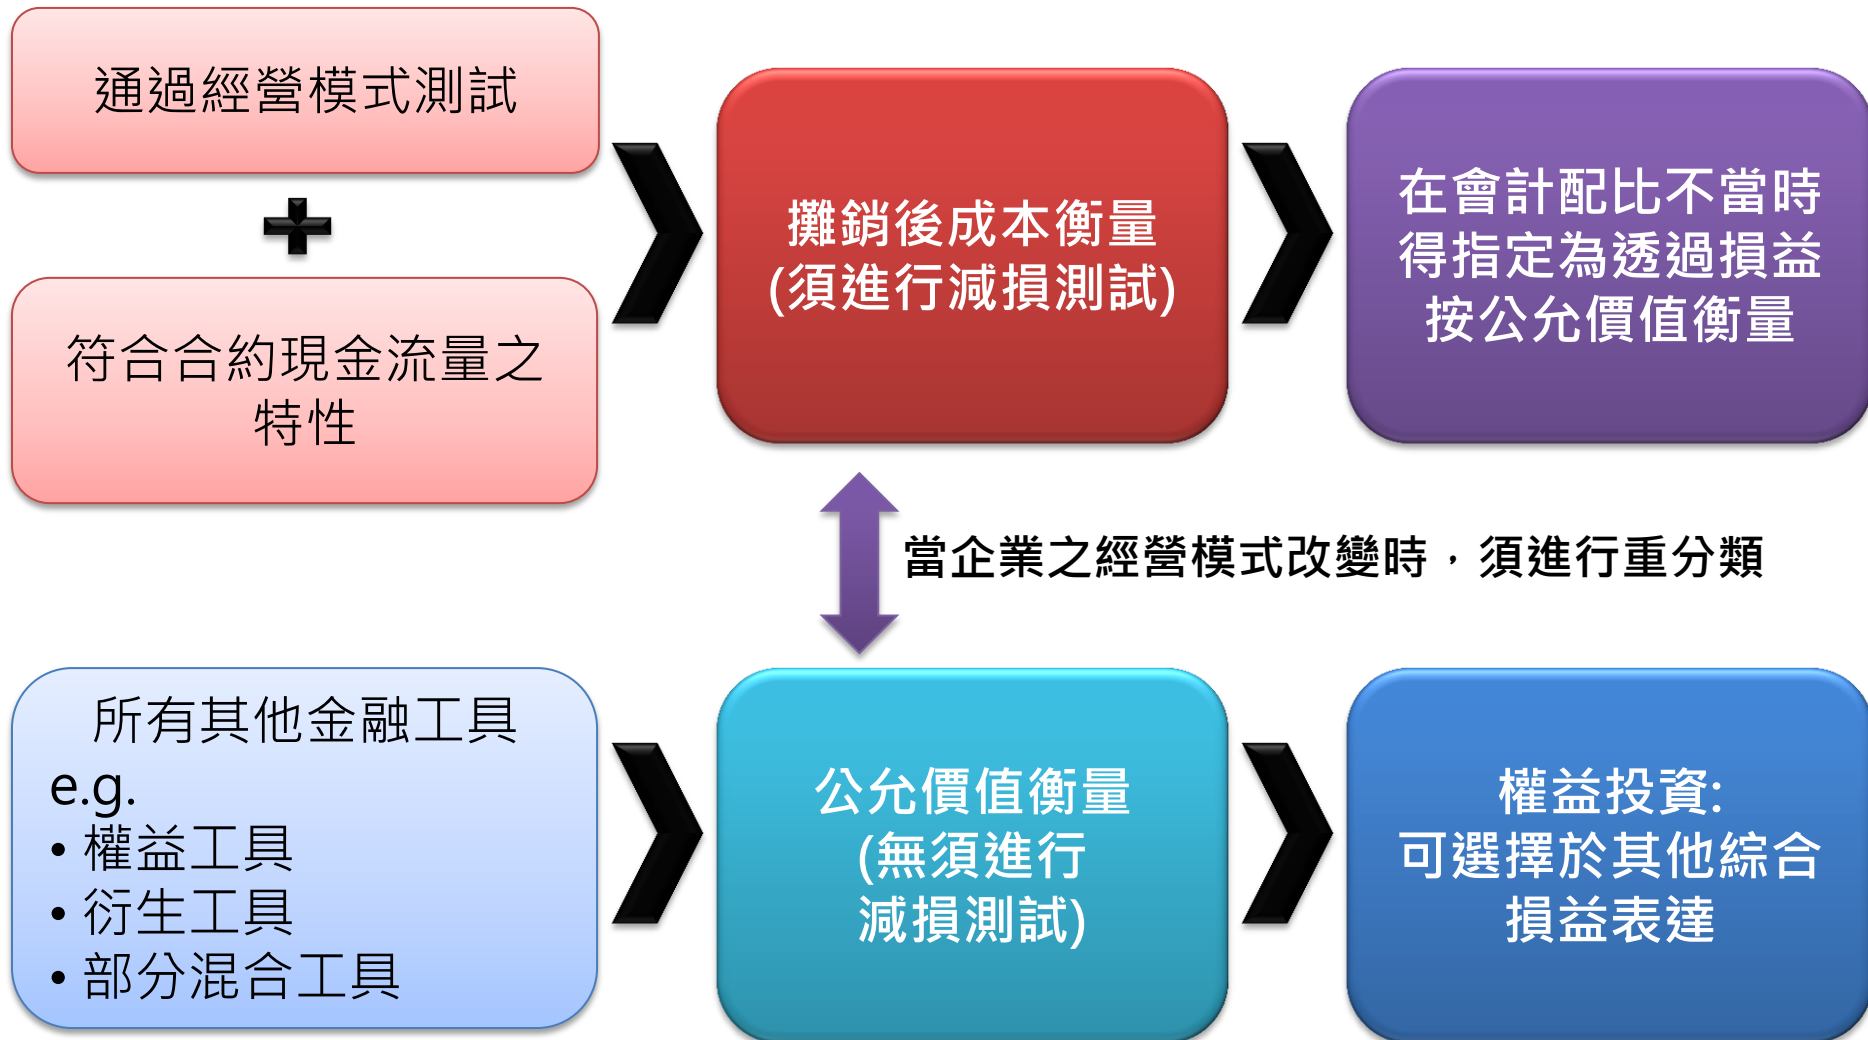 通過經營模式測試
符合合約現金流量之
特性
攤銷後成本衡量
(須進行減損測試)
在會計配比不當時
得指定為透過損益
按公允價值衡量
當企業之經營模式改變時，須進行重分類
所有其他金融工具
e.g.
• 權益工具
• 衍生工具
• 部分混合工具
公允價值衡量
(無須進行
減損測試)
權益投資:
可選擇於其他綜合
損益表達